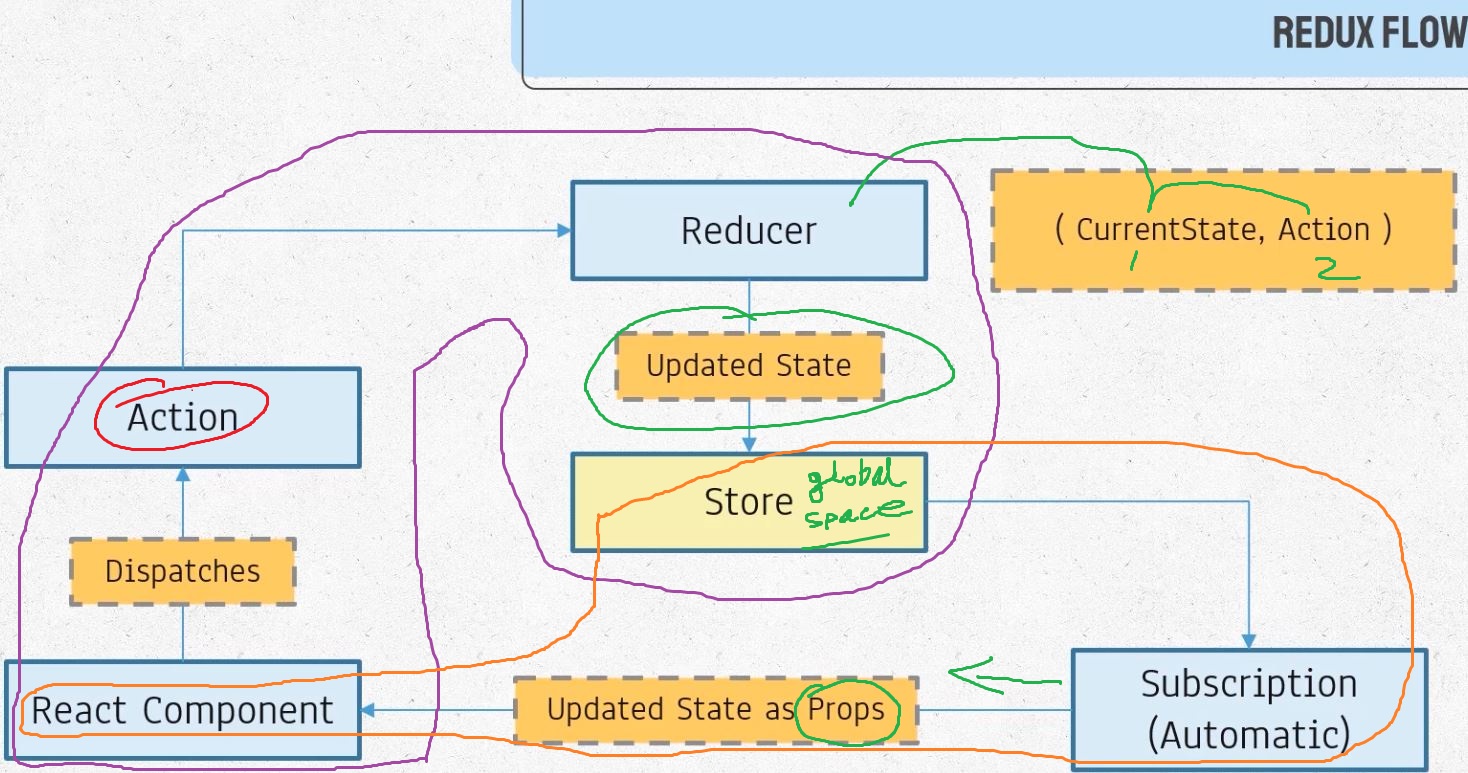 REDUX FLOW
Reducer
( CurrentState, Action )
1 2
Updated State
Action
Store global
space
Dispatches
React Component
Updated State as Props
Subscription
(Automatic)